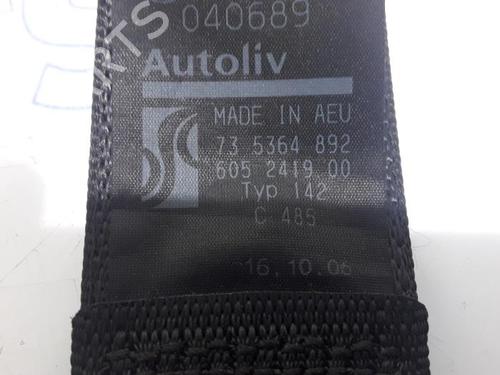 040689
Autoliv
MADE IN AEU
73 5364 892
605 2419 00
Typ 142
C 485
16.10.06